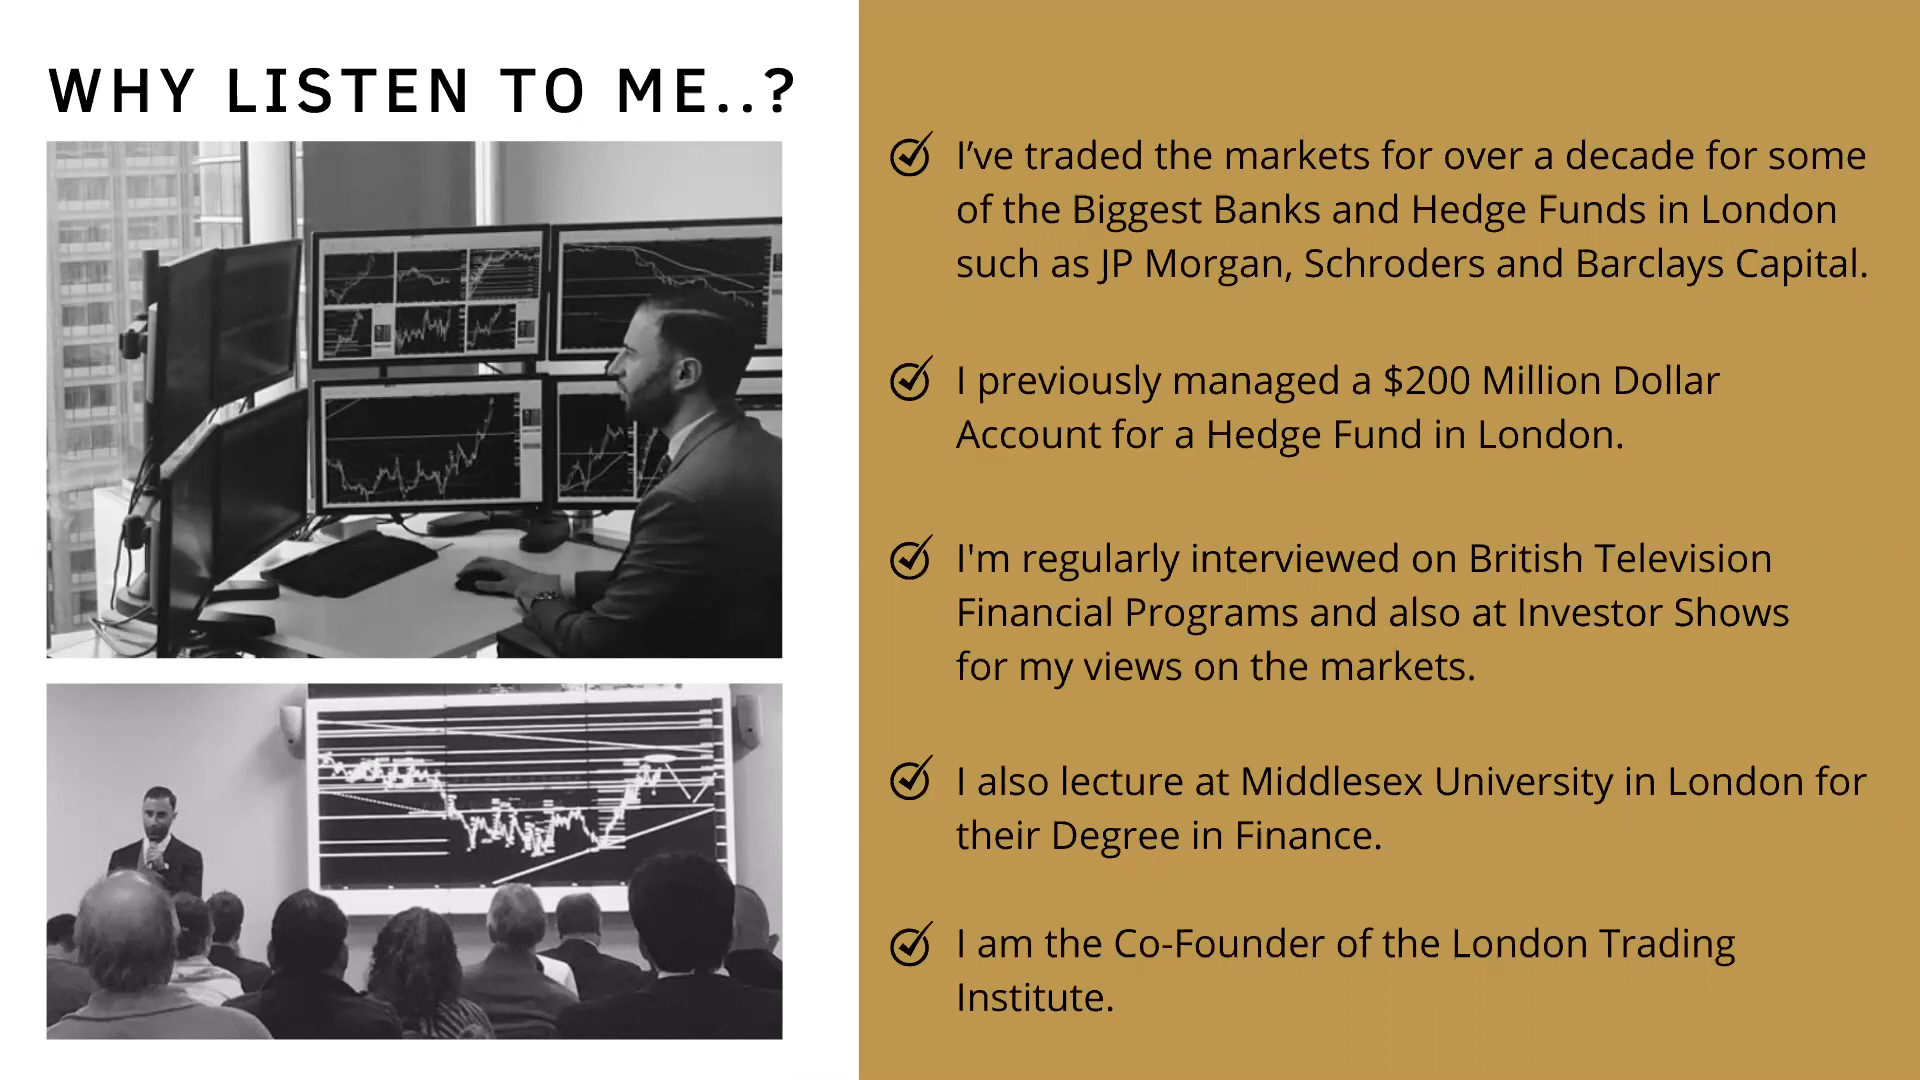 WHY LISTEN TO ME..?
I’ve traded the markets for over a decade for some
of the Biggest Banks and Hedge Funds in London
such as JP Morgan, Schroders and Barclays Capital.
I previously managed a $200 Million Dollar
Account for a Hedge Fund in London.
I'm regularly interviewed on British Television
Financial Programs and also at Investor Shows
for my views on the markets.
I also lecture at Middlesex University in London for
their Degree in Finance.
I am the Co-Founder of the London Trading
Institute.